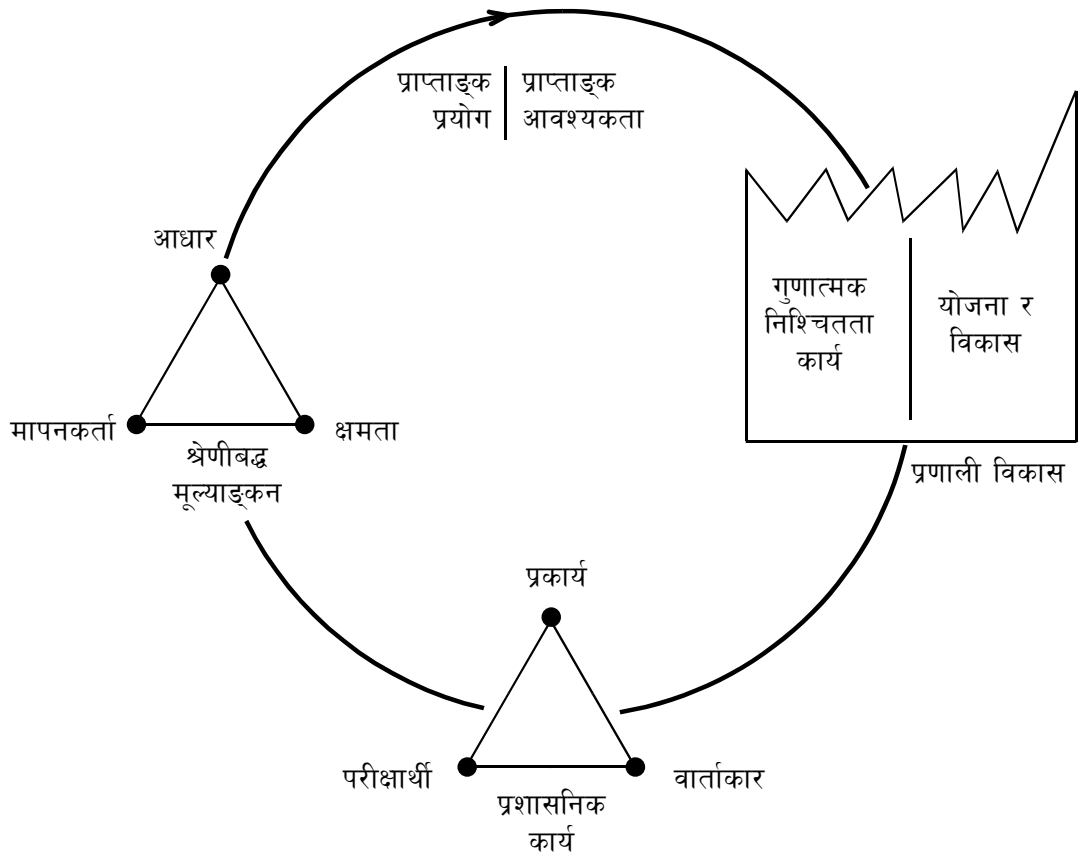 प्राप्ताङ्क
प्रयोग
प्राप्ताङ्क
आवश्यकता
आधार
मापनकर्ता
क्षमता
श्रेणीबद्ध
मूल्याङ्कन
गुणात्मक
निश्चितता
कार्य
योजना र
विकास
प्रणाली विकास
प्रकार्य
परीक्षार्थी
वार्ताकार
प्रशासनिक
कार्य